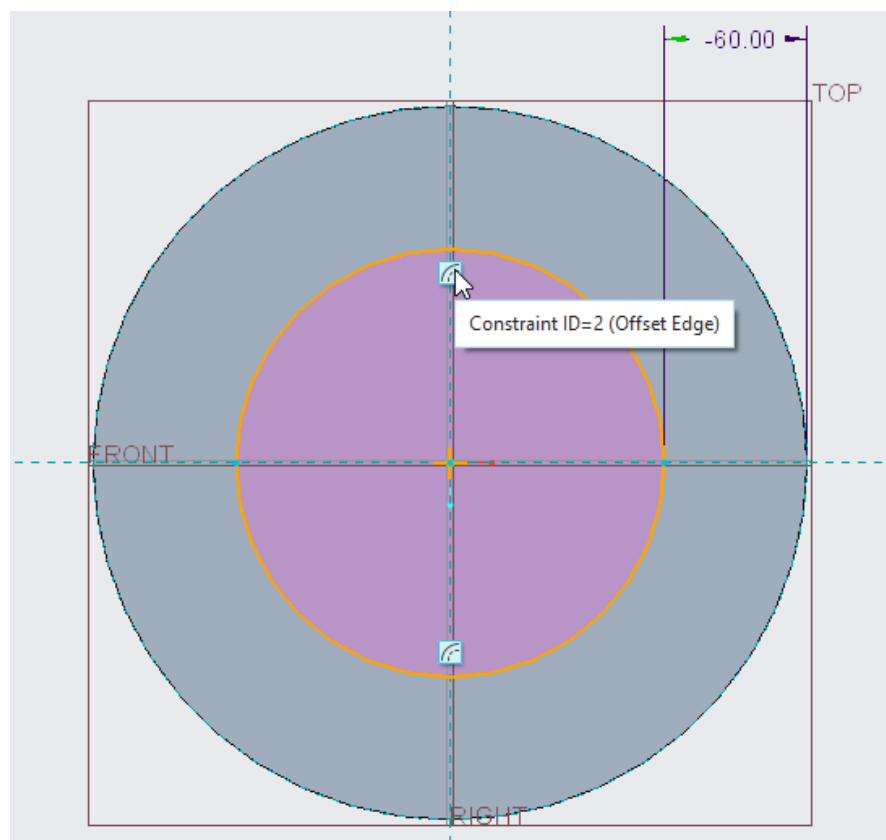 -60.00
TOP
Constraint ID=2 (Offset Edge)
FRONT
RIGHT